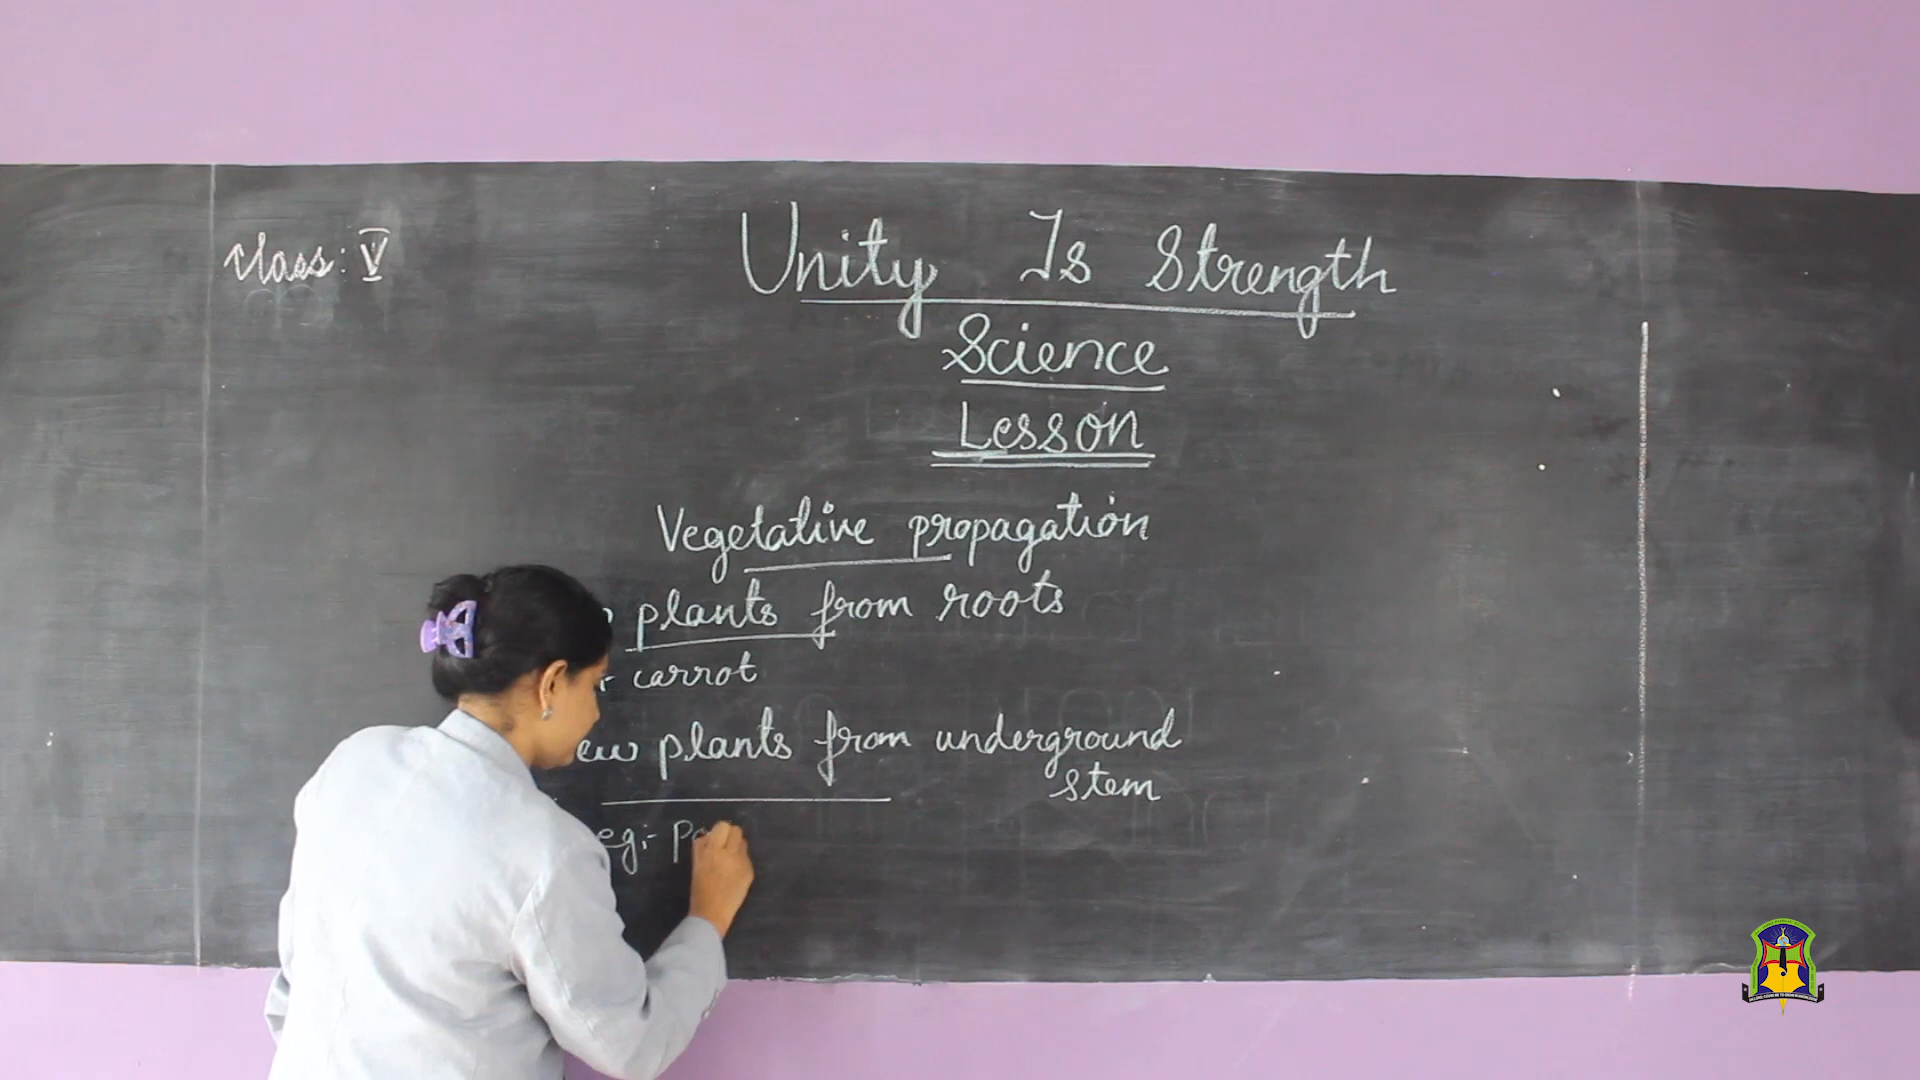 Class: V
Unity Is Strength
Science
Lesson
Vegetative propagation
plants from roots
carrot
plants from underground
stem
eg:-